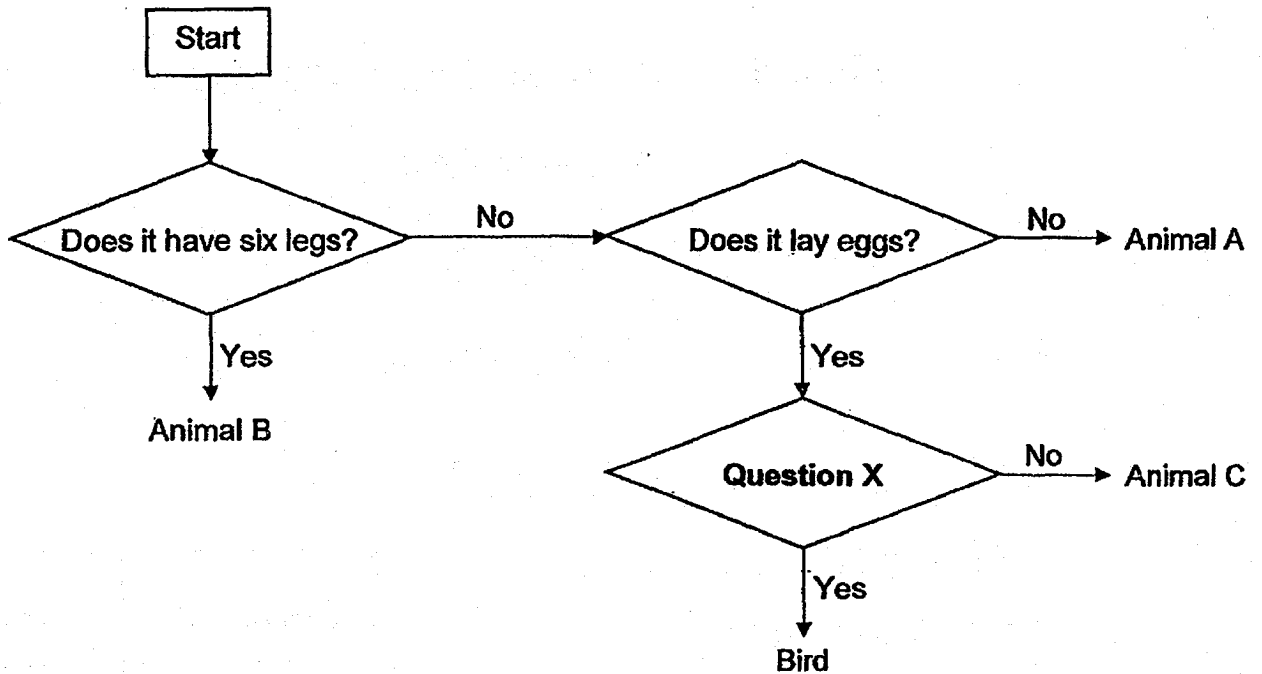 Start
Does it have six legs?
No
Does it lay eggs?
No
Animal A
Yes
Animal B
Yes
Question X
No
Animal C
Yes
Bird